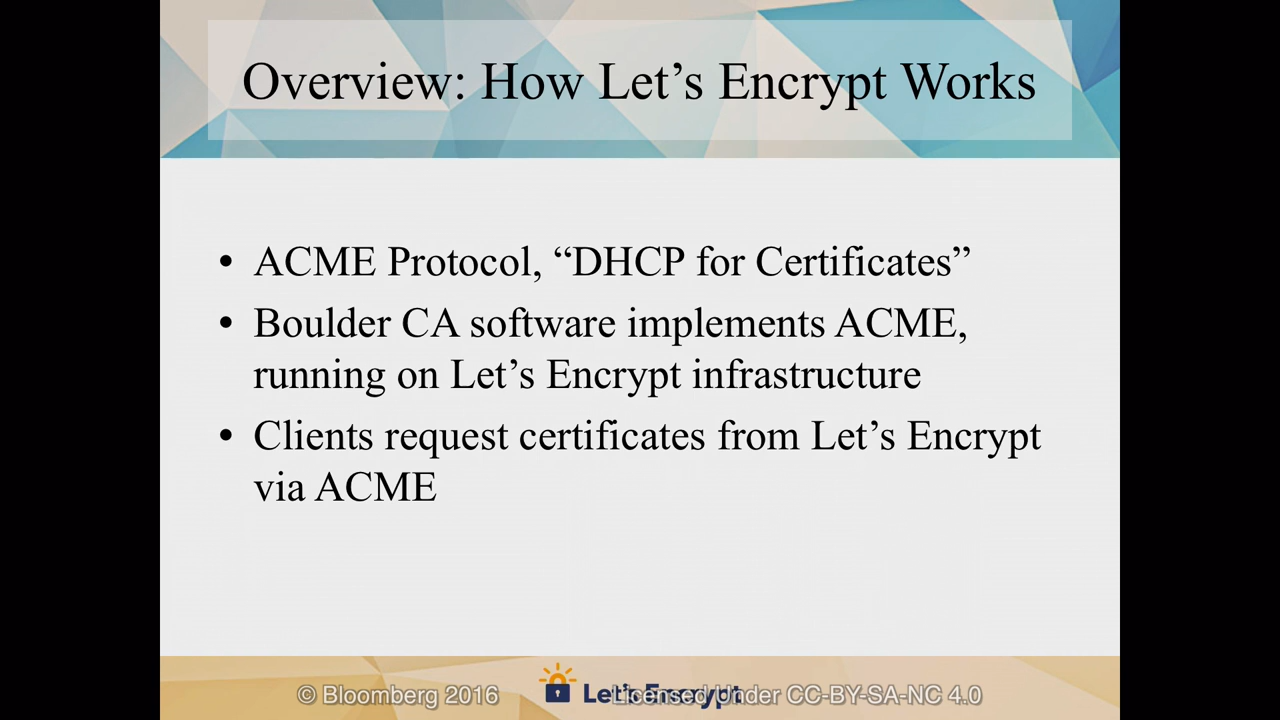 Overview: How Let’s Encrypt Works
• ACME Protocol, “DHCP for Certificates”
• Boulder CA software implements ACME,
running on Let’s Encrypt infrastructure
• Clients request certificates from Let’s Encrypt
via ACME
© Bloomberg 2016
Let’s Encrypt
Licensed Under CC-BY-SA-NC 4.0